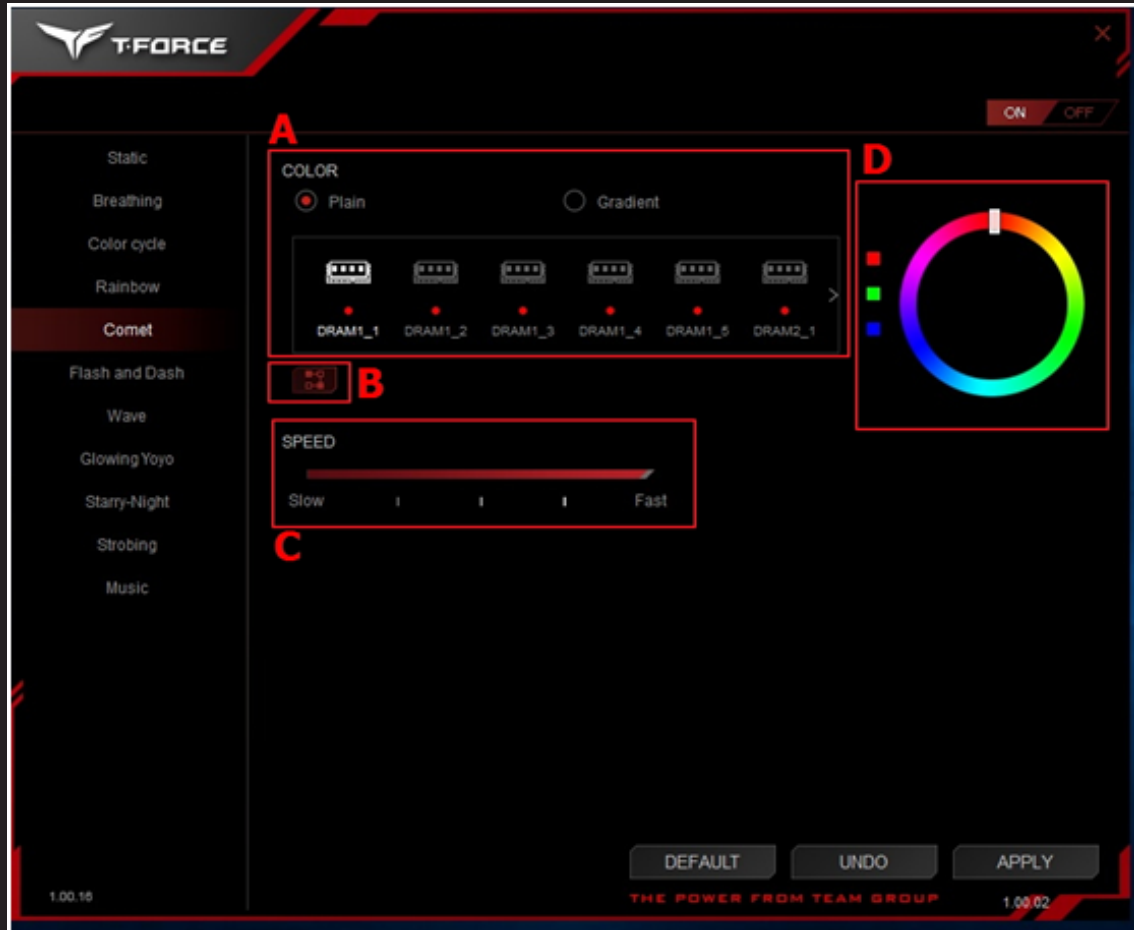 T-FORCE
ON OFF
A
D
Static
Breathing
Color cycle
Rainbow
Comet
Flash and Dash
Wave
Glowing Yoyo
Starry-Night
Strobing
Music
COLOR
Plain Gradient
DRAM1_1 DRAM1_2 DRAM1_3 DRAM1_4 DRAM1_5 DRAM2_1
B
SPEED
Slow Fast
C
DEFAULT UNDO APPLY
1.00.16 THE POWER FROM TEAM GROUP 1.00.02